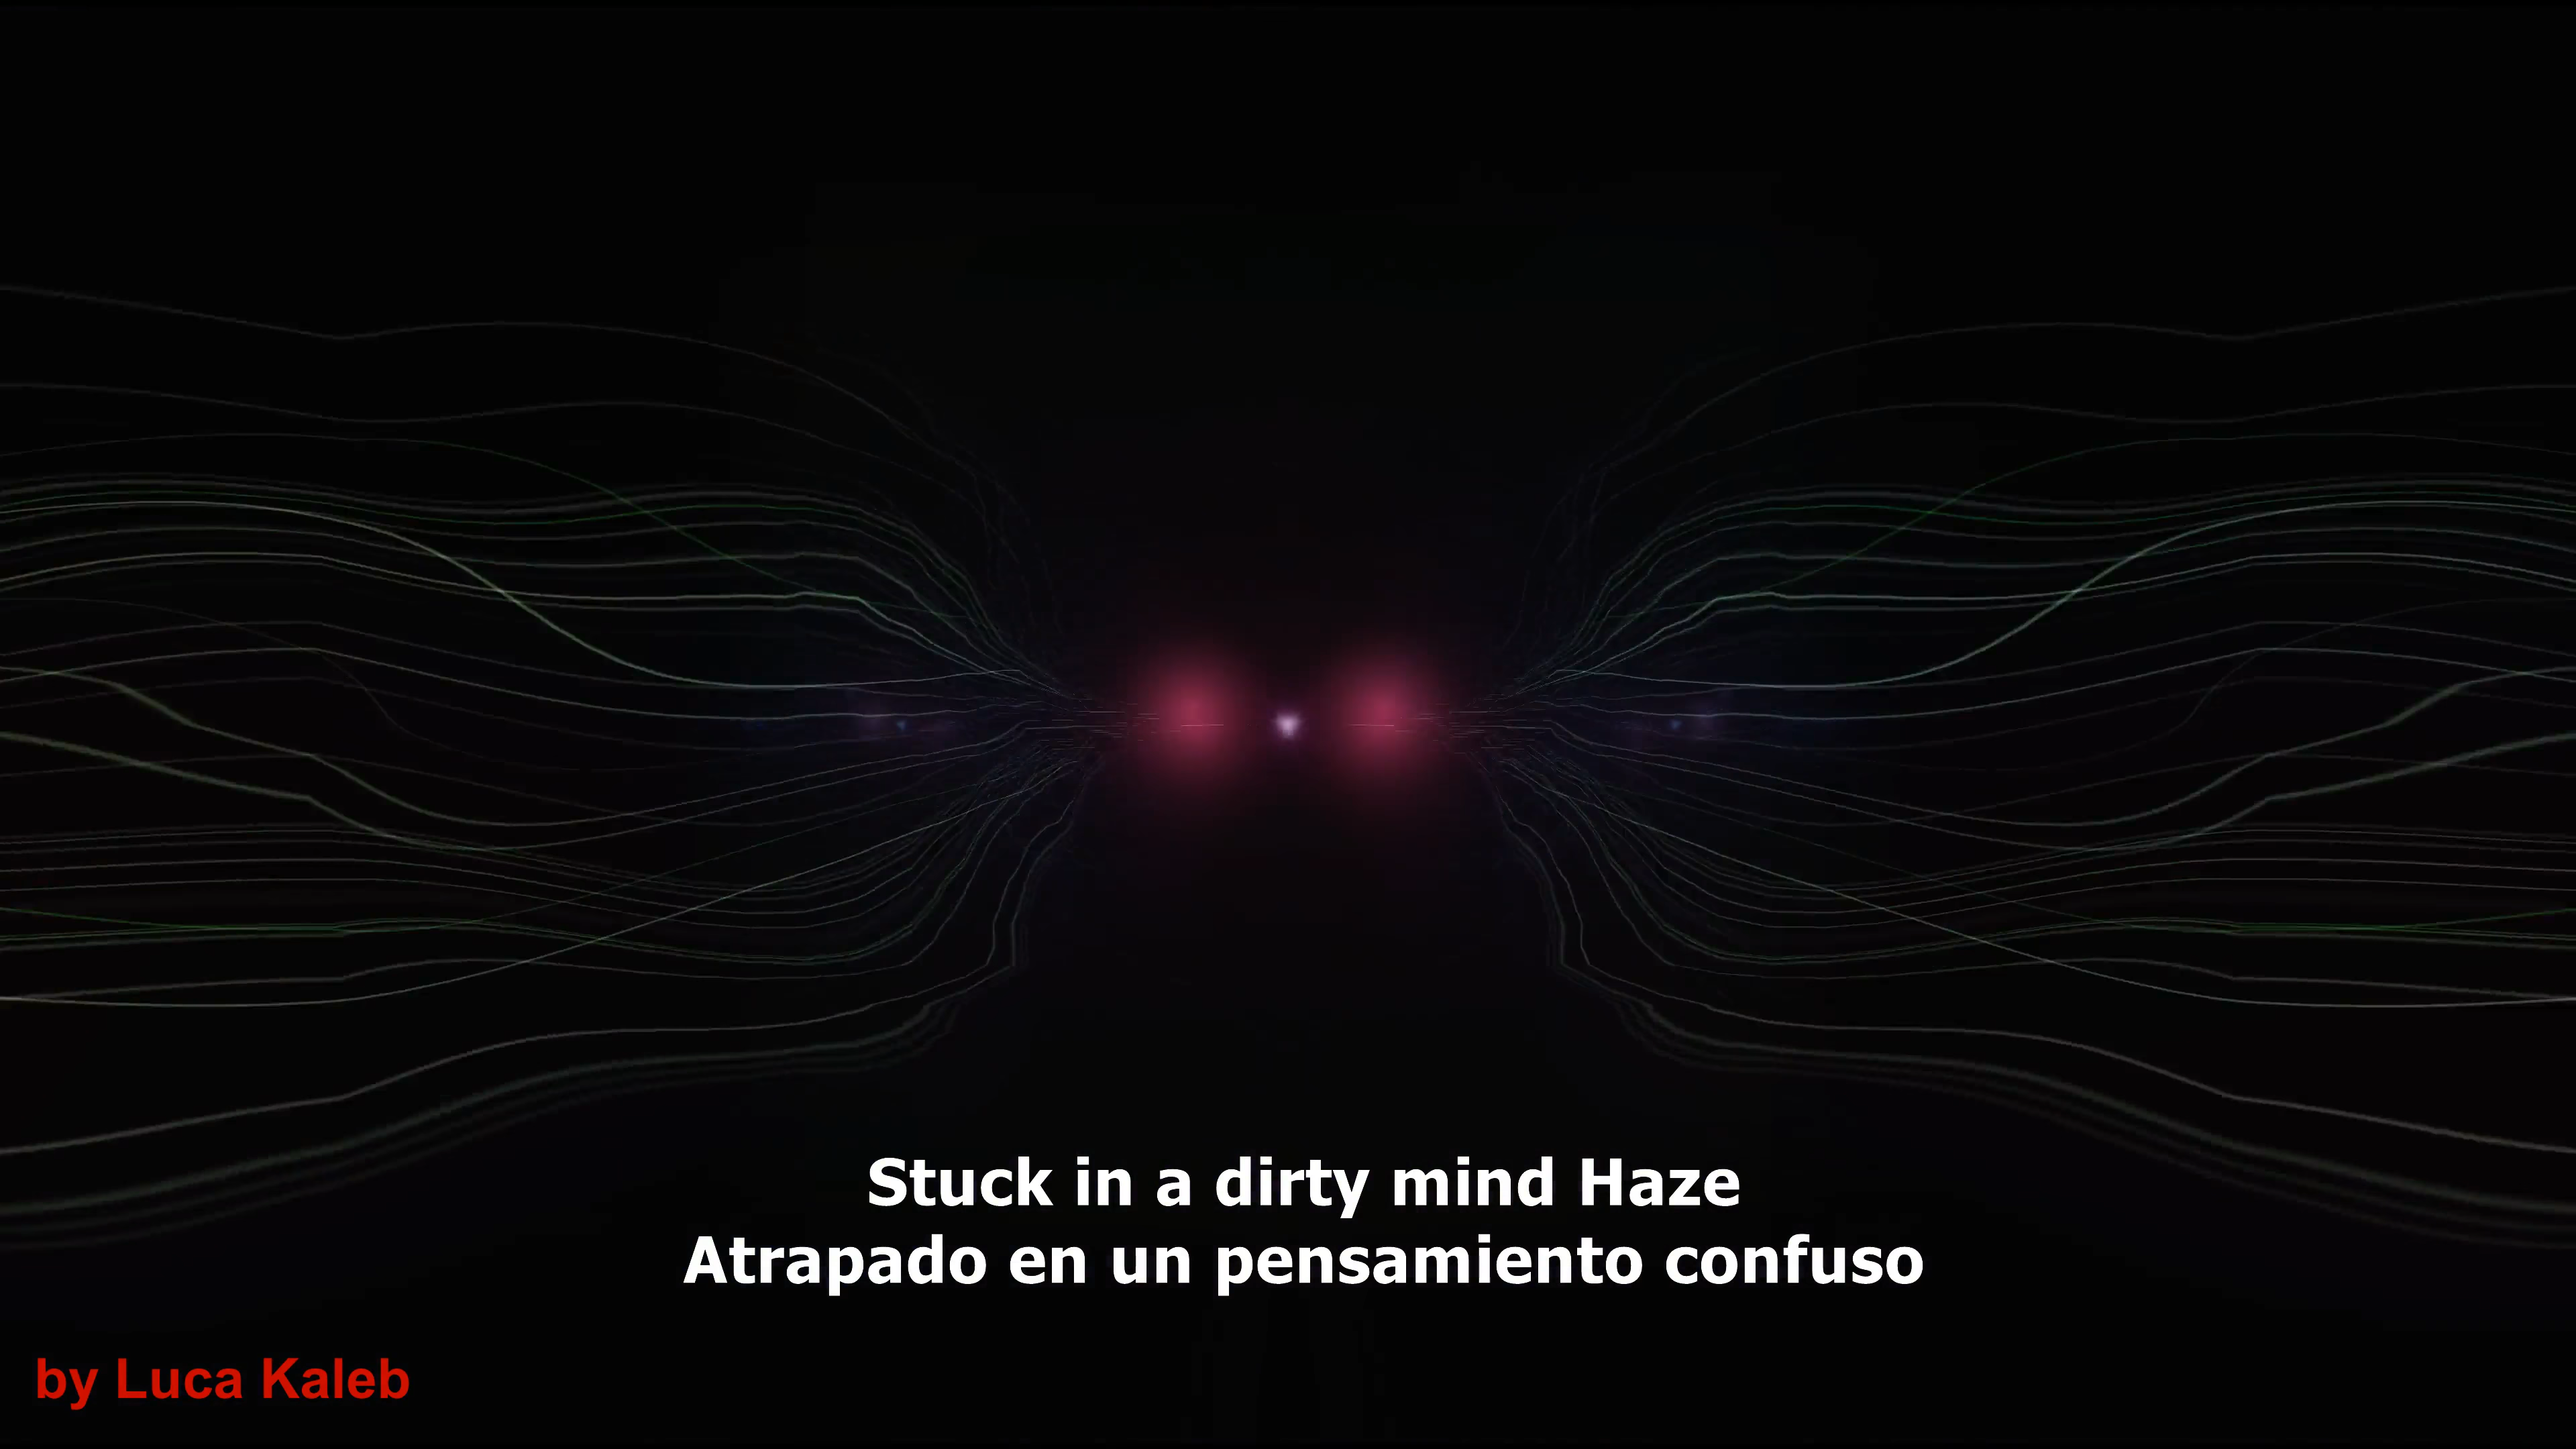 Stuck in a dirty mind Haze
Atrapado en un pensamiento confuso
by Luca Kaleb